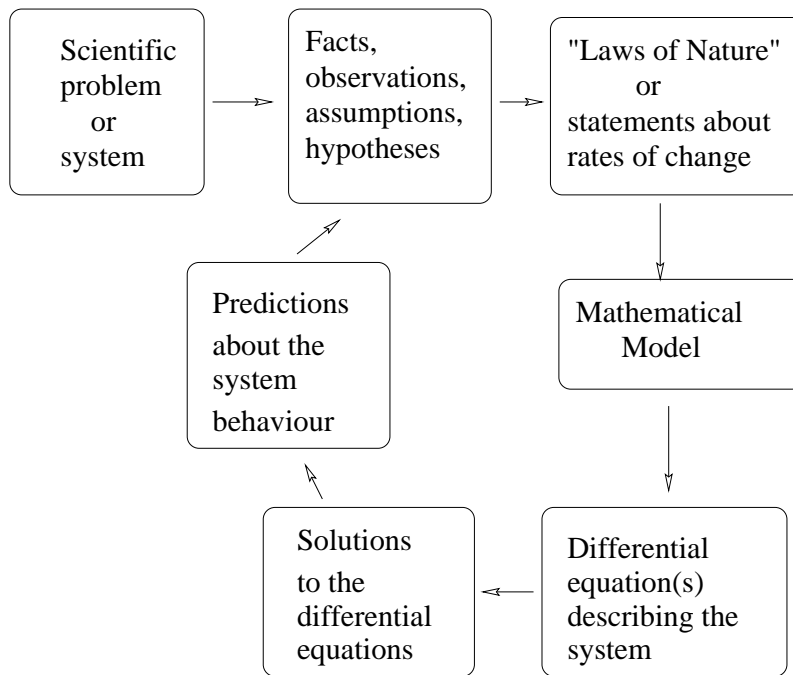 Scientific
problem
or
system
Facts,
observations,
assumptions,
hypotheses
"Laws of Nature"
or
statements about
rates of change
Mathematical
Model
Differential
equation(s)
describing the
system
Solutions
to the
differential
equations
Predictions
about the
system
behaviour